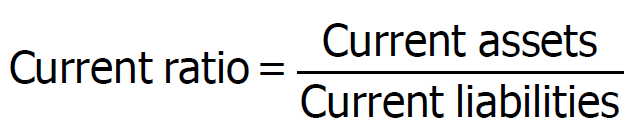 Current ratio = Current assets
Current liabilities